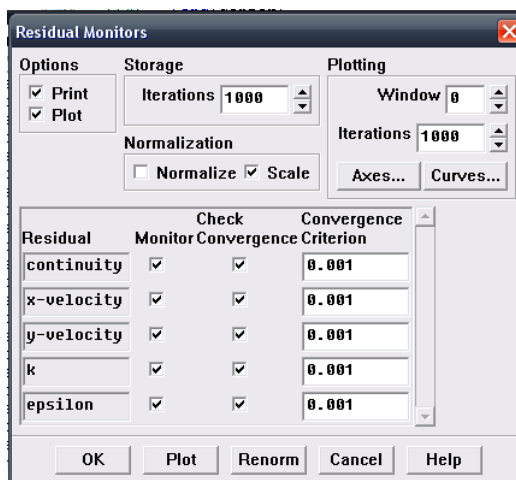 Residual Monitors
Options
Print
Plot
Storage
Iterations 1000
Normalization
Normalize Scale
Plotting
Window 0
Iterations 1000
Axes... Curves...
Residual Monitor Check Convergence Convergence Criterion
continuity 0.001
x-velocity 0.001
y-velocity 0.001
k 0.001
epsilon 0.001
OK Plot Renorm Cancel Help